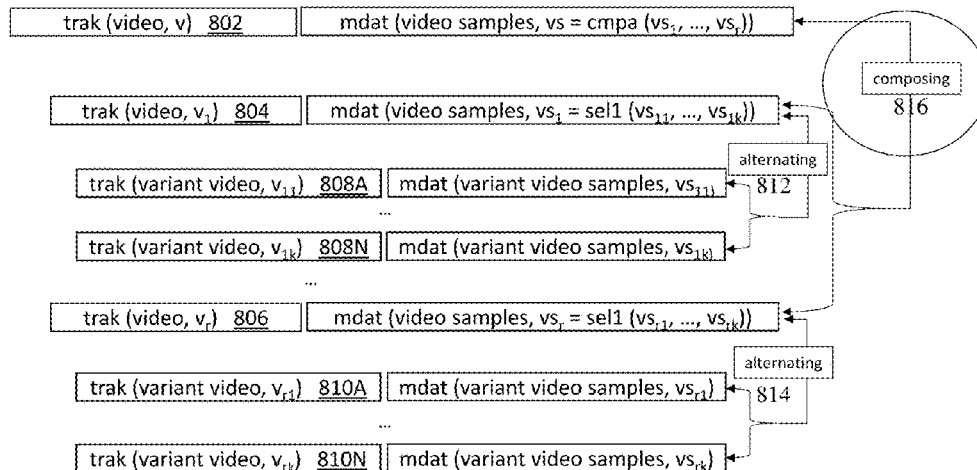 trak (video, v) 802 mdat (video samples, vs = cmpa (vs₁, ..., vsᵣ))
composing
816
trak (video, v₁) 804 mdat (video samples, vs₁ = sel1 (vs₁₁, ..., vs₁ₖ))
alternating
812
trak (variant video, v₁₁) 808A mdat (variant video samples, vs₁₁)
...
trak (variant video, v₁ₖ) 808N mdat (variant video samples, vs₁ₖ)
...
trak (video, vᵣ) 806 mdat (video samples, vsᵣ = sel1 (vsᵣ₁, ..., vsᵣₖ))
alternating
814
trak (variant video, vᵣ₁) 810A mdat (variant video samples, vsᵣ₁)
...
trak (variant video, vᵣₖ) 810N mdat (variant video samples, vsᵣₖ)